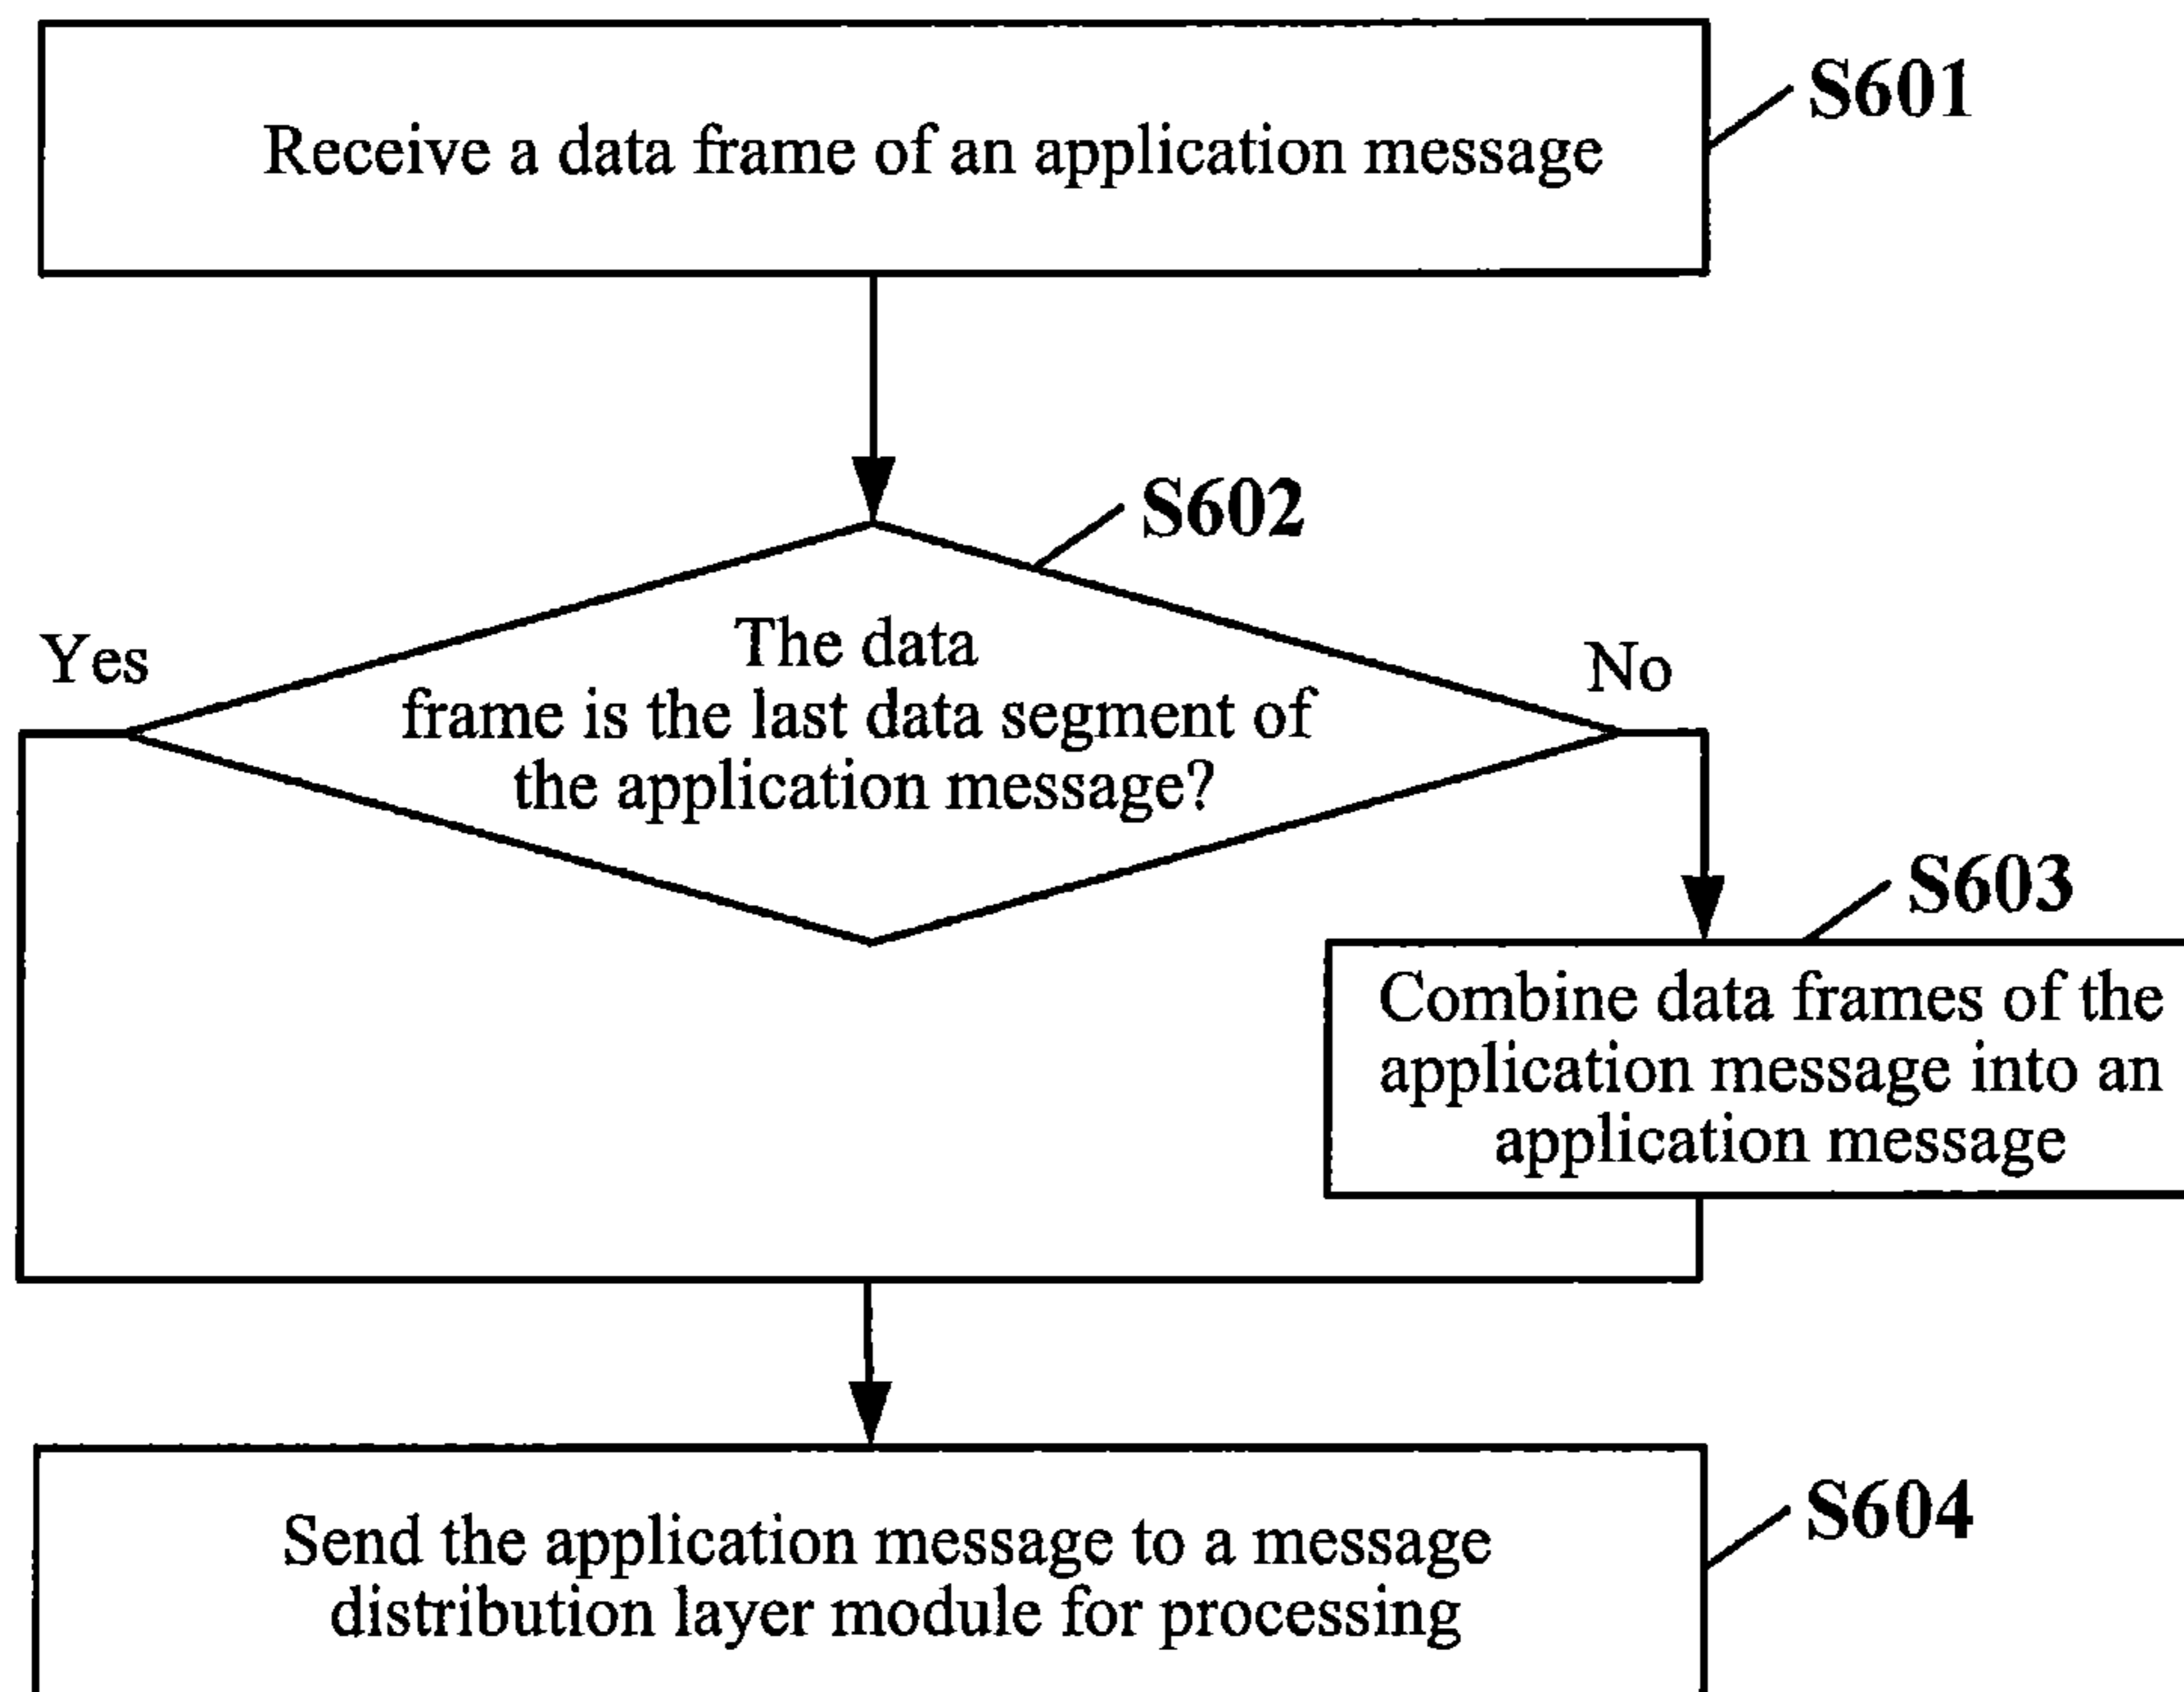 Receive a data frame of an application message
S601
S602
Yes
The data
frame is the last data segment of
the application message?
No
S603
Combine data frames of the
application message into an
application message
Send the application message to a message
distribution layer module for processing
S604